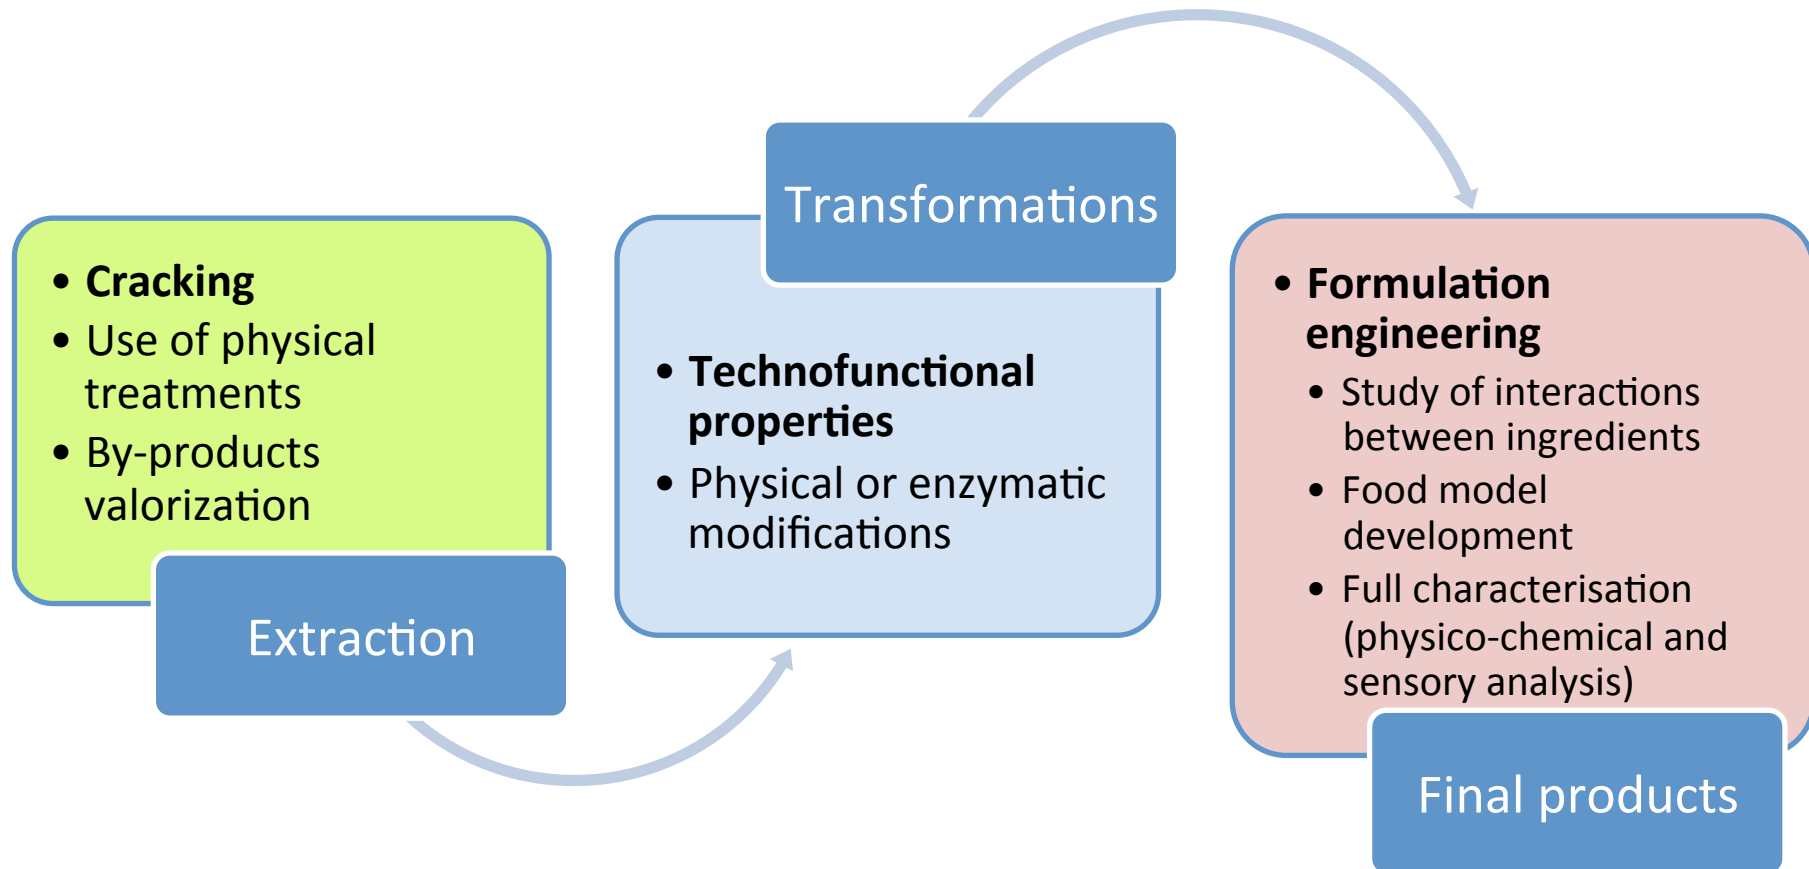 • Cracking
• Use of physical
treatments
• By-products
valorization
Extraction
Transformations
• Technofunctional
properties
• Physical or enzymatic
modifications
• Formulation
engineering
• Study of interactions
between ingredients
• Food model
development
• Full characterisation
(physico-chemical and
sensory analysis)
Final products